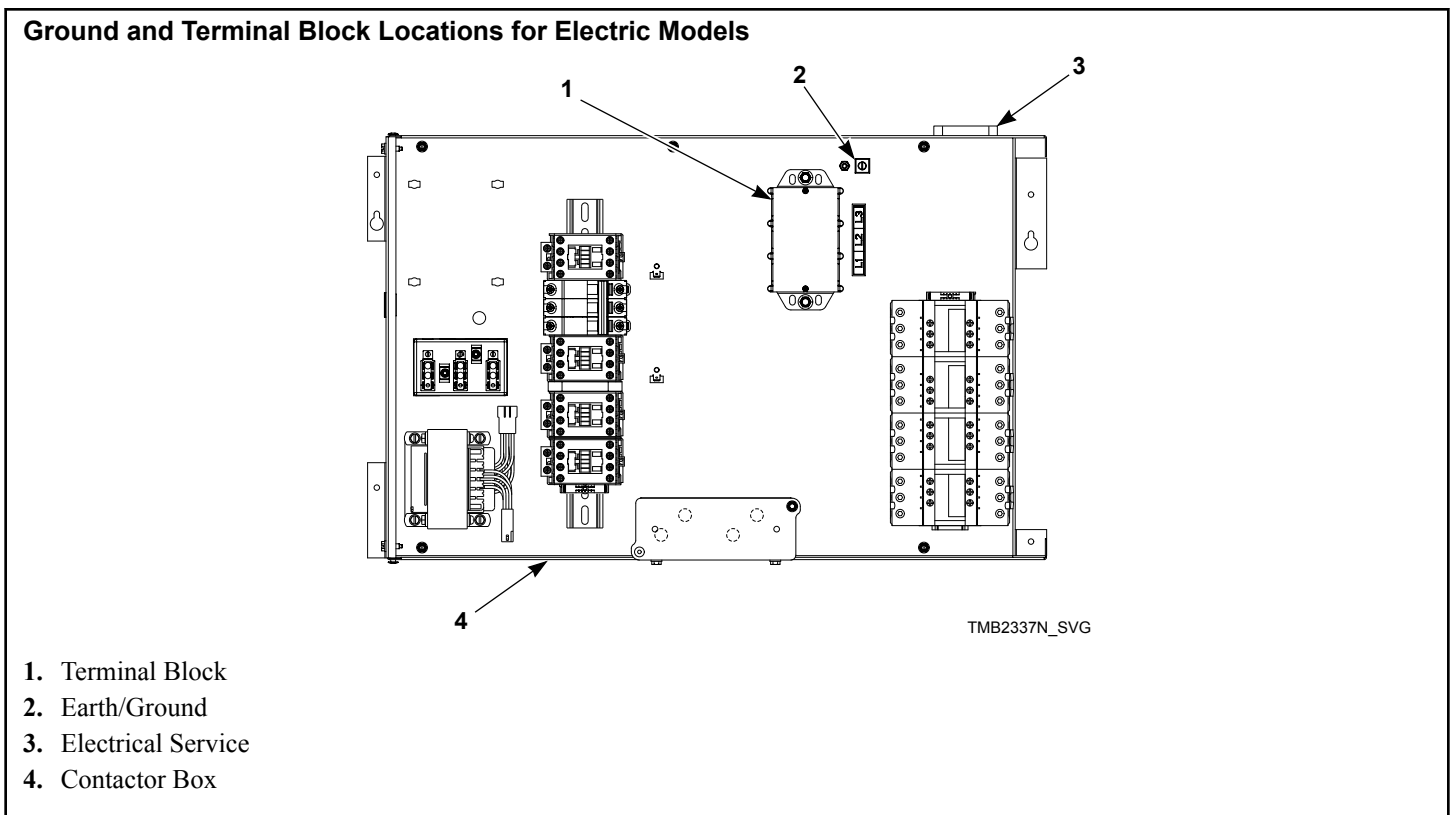 Ground and Terminal Block Locations for Electric Models
1
2
3
L1 L2 L3
4
TMB2337N_SVG
1. Terminal Block
2. Earth/Ground
3. Electrical Service
4. Contactor Box